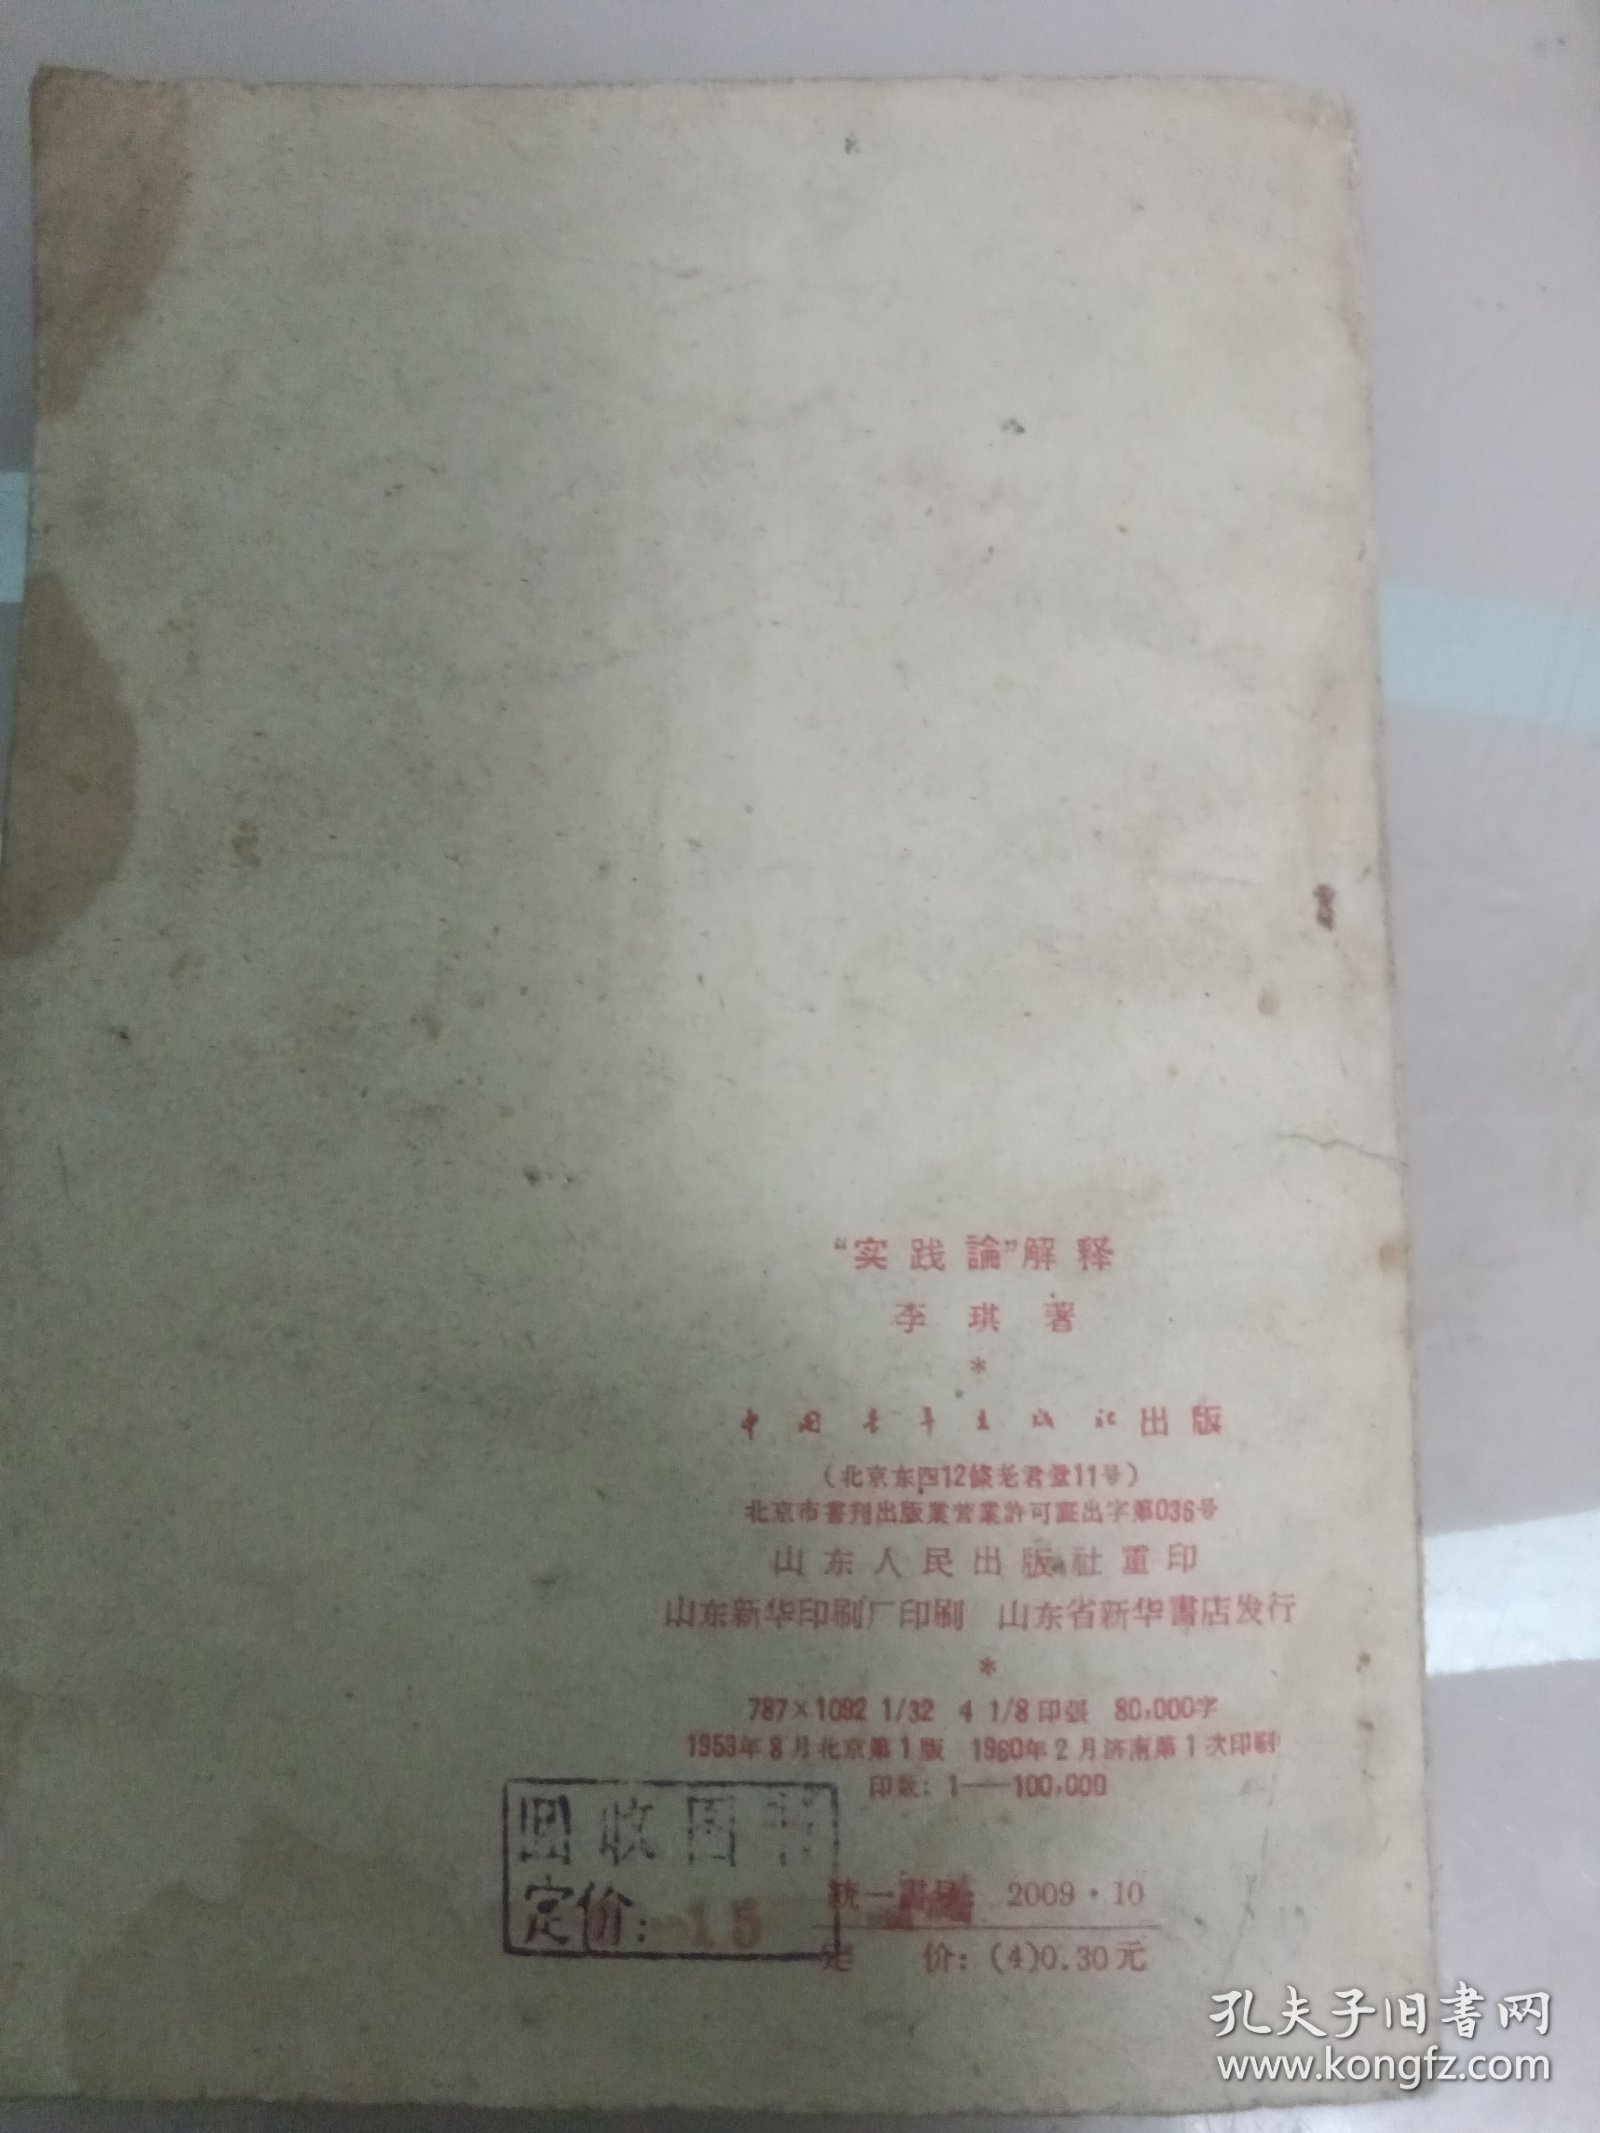 “实践論”解释
李琪著
*
中国青年出版社出版
(北京东四12條老君堂11号)
北京市書刊出版業营業許可証出字第036号
山东人民出版社重印
山东新华印刷厂印刷 山东省新华書店发行
*
787×1092 1/32 4 1/8印張 80,000字
1953年8月北京第1版 1960年2月济南第1次印刷
印数: 1——100,000
回收图书
定价: 15
統一書号: 2009·10
定 价: (4)0.30元
孔夫子旧书网
www.kongfz.com